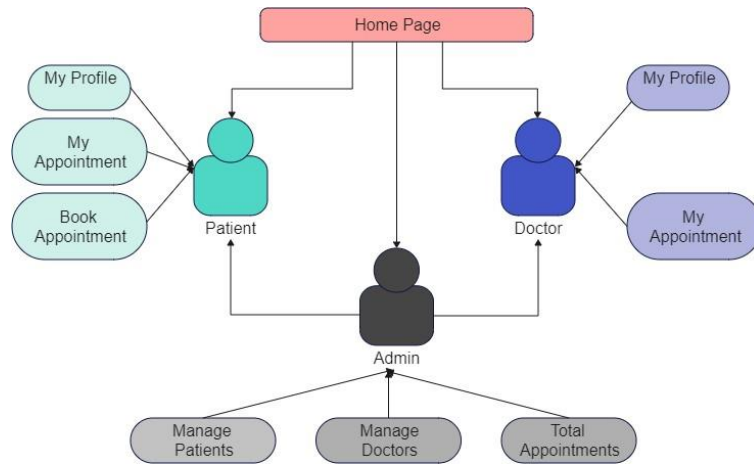 Home Page
My Profile
My
Appointment
Book
Appointment
Patient
My Profile
My
Appointment
Doctor
Admin
Manage
Patients
Manage
Doctors
Total
Appointments